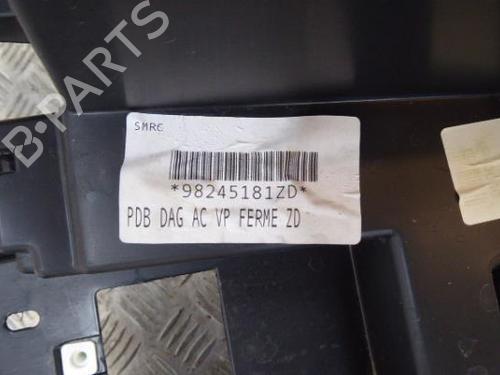 B-PARTS
SMRC
*98245181ZD*
PDB DAG AC VP FERME ZD